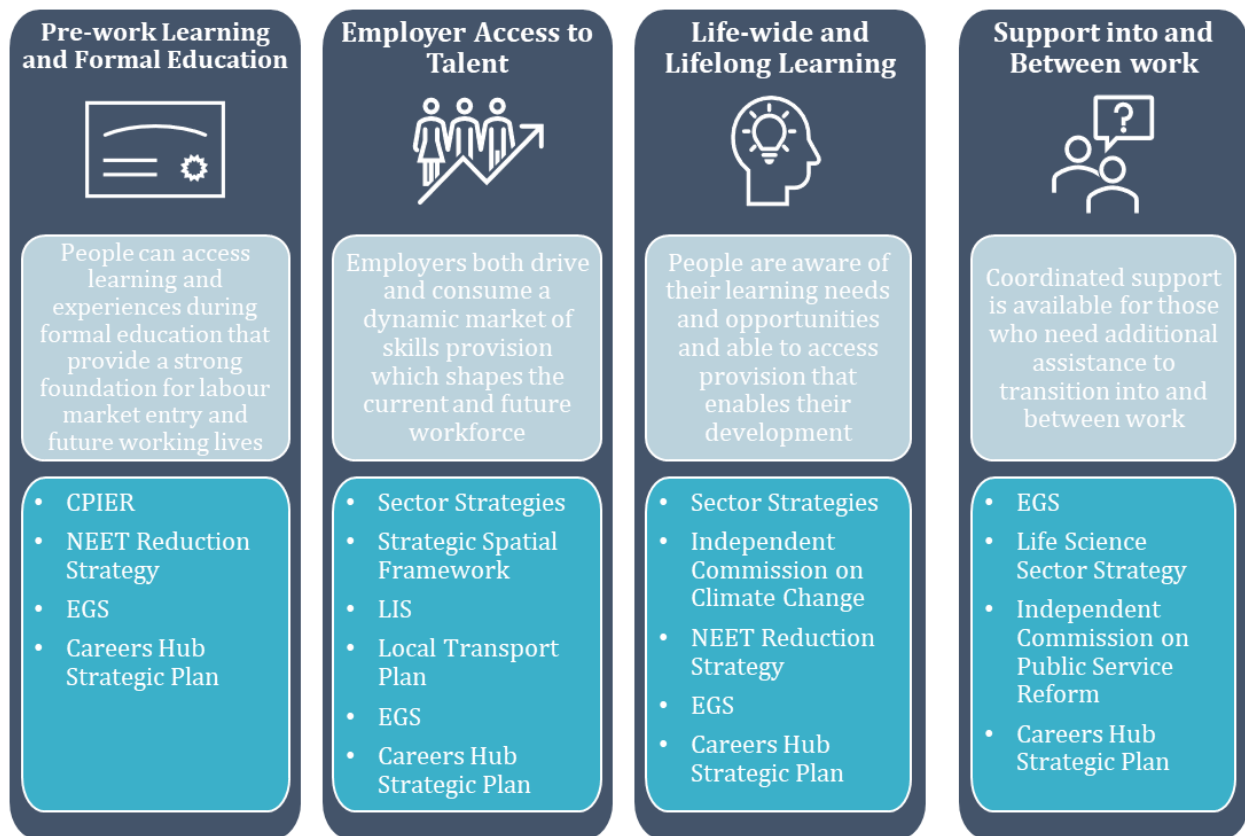 Pre-work Learning
and Formal Education
People can access
learning and
experiences during
formal education that
provide a strong
foundation for labour
market entry and
future working lives
• CPIER
• NEET Reduction
Strategy
• EGS
• Careers Hub
Strategic Plan
Employer Access to
Talent
Employers both drive
and consume a
dynamic market of
skills provision
which shapes the
current and future
workforce
• Sector Strategies
• Strategic Spatial
Framework
• LIS
• Local Transport
Plan
• EGS
• Careers Hub
Strategic Plan
Life-wide and
Lifelong Learning
People are aware of
their learning needs
and opportunities
and able to access
provision that
enables their
development
• Sector Strategies
• Independent
Commission on
Climate Change
• NEET Reduction
Strategy
• EGS
• Careers Hub
Strategic Plan
Support into and
Between work
?
Coordinated support
is available for those
who need additional
assistance to
transition into and
between work
• EGS
• Life Science
Sector Strategy
• Independent
Commission on
Public Service
Reform
• Careers Hub
Strategic Plan